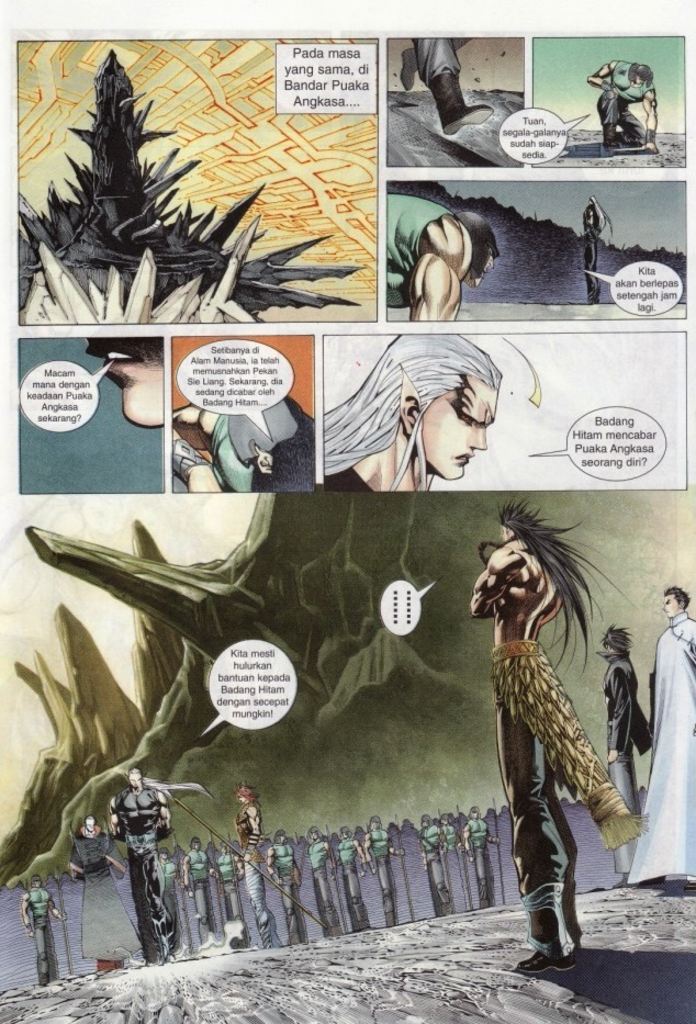 Pada masa
yang sama, di
Bandar Puaka
Angkasa....
Tuan,
segala-galanya
sudah siap-
sedia.
Kita
akan berlepas
setengah jam
lagi.
Macam
mana dengan
keadaan Puaka
Angkasa
sekarang?
Setibanya di
Alam Manusia, ia telah
memusnahkan Pekan
Sie Liang. Sekarang, dia
sedang dicabar oleh
Badang Hitam....
Badang
Hitam mencabar
Puaka Angkasa
seorang diri?
Kita mesti
hulurkan
bantuan kepada
Badang Hitam
dengan secepat
mungkin!